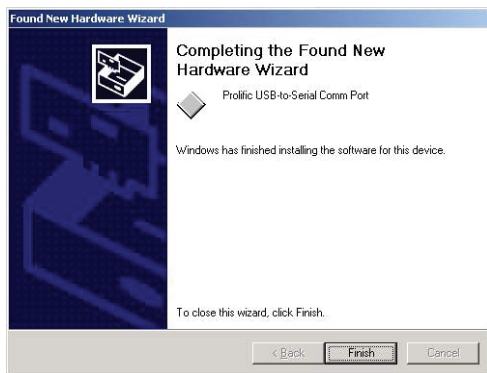 Found New Hardware Wizard
Completing the Found New
Hardware Wizard
Prolific USB-to-Serial Comm Port
Windows has finished installing the software for this device.
To close this wizard, click Finish.
< Back
Finish
Cancel